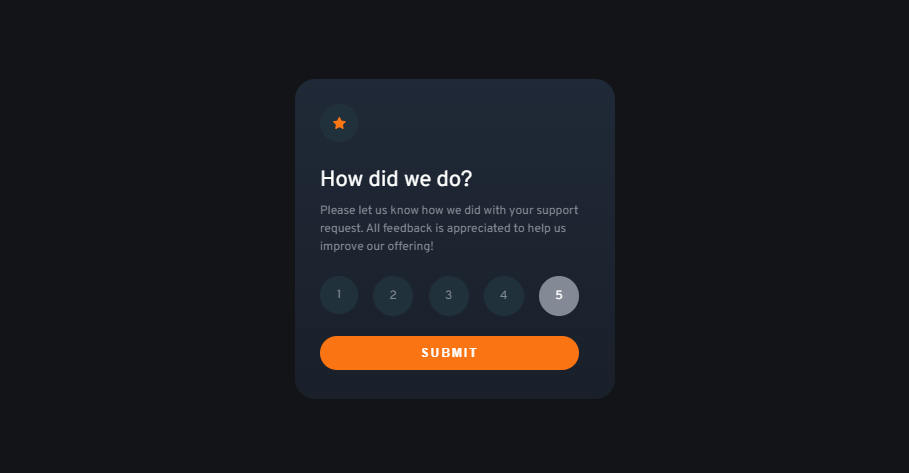 How did we do?
Please let us know how we did with your support
request. All feedback is appreciated to help us
improve our offering!
1 2 3 4 5
SUBMIT